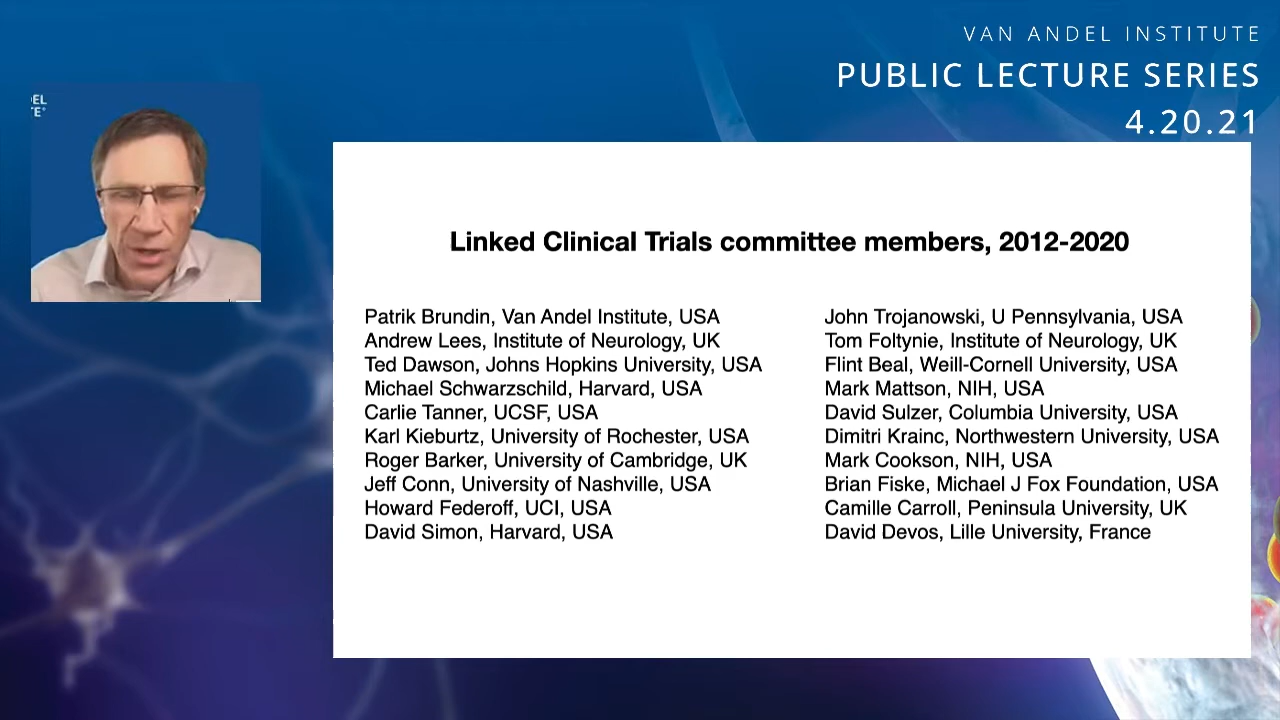 VAN ANDEL INSTITUTE
PUBLIC LECTURE SERIES
4.20.21
Linked Clinical Trials committee members, 2012-2020
Patrik Brundin, Van Andel Institute, USA
Andrew Lees, Institute of Neurology, UK
Ted Dawson, Johns Hopkins University, USA
Michael Schwarzschild, Harvard, USA
Carlie Tanner, UCSF, USA
Karl Kieburtz, University of Rochester, USA
Roger Barker, University of Cambridge, UK
Jeff Conn, University of Nashville, USA
Howard Federoff, UCI, USA
David Simon, Harvard, USA
John Trojanowski, U Pennsylvania, USA
Tom Foltynie, Institute of Neurology, UK
Flint Beal, Weill-Cornell University, USA
Mark Mattson, NIH, USA
David Sulzer, Columbia University, USA
Dimitri Krainc, Northwestern University, USA
Mark Cookson, NIH, USA
Brian Fiske, Michael J Fox Foundation, USA
Camille Carroll, Peninsula University, UK
David Devos, Lille University, France